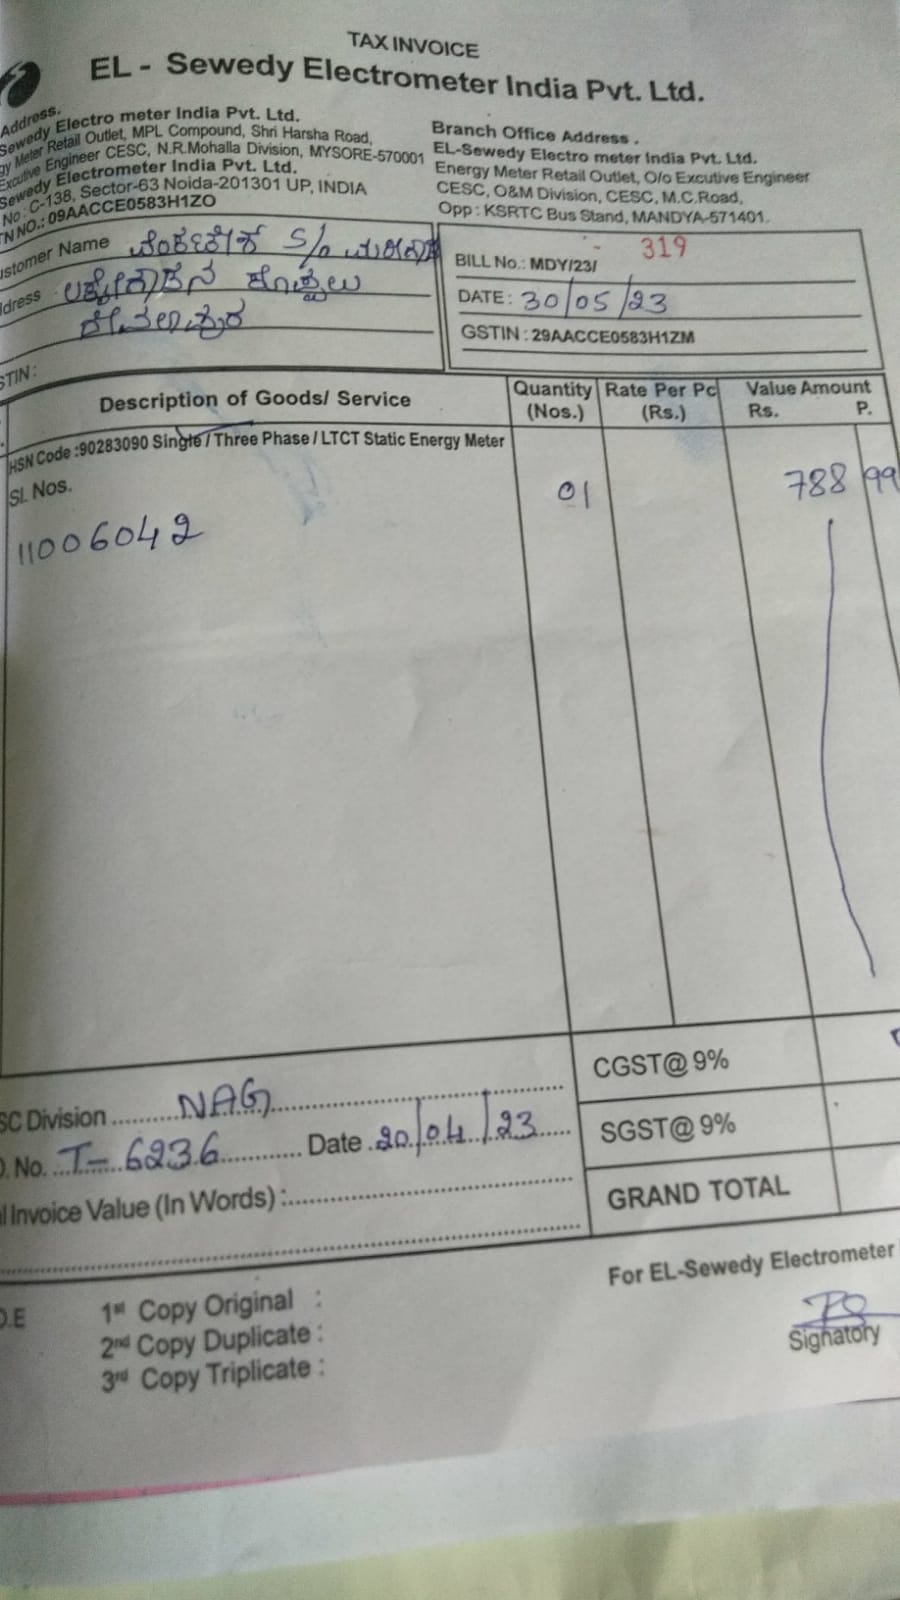 TAX INVOICE
EL - Sewedy Electrometer India Pvt. Ltd.
Address.
Sewedy Electro meter India Pvt. Ltd.
gy Meter Retail Outlet, MPL Compound, Shri Harsha Road,
Excutive Engineer CESC, N.R.Mohalla Division, MYSORE-570001
Sewedy Electrometer India Pvt. Ltd.
No : C-138, Sector-63 Noida-201301 UP, INDIA
TN NO.: 09AACCE0583H1ZO
Branch Office Address .
EL-Sewedy Electro meter India Pvt. Ltd.
Energy Meter Retail Outlet, O/o Excutive Engineer
CESC, O&M Division, CESC, M.C.Road,
Opp : KSRTC Bus Stand, MANDYA-571401.
ustomer Name ವೆಂಕಟೇಶ S/o
ddress
BILL No.: MDY/23/ 319
DATE : 30/05/23
GSTIN : 29AACCE0583H1ZM
STIN :
Description of Goods/ Service Quantity (Nos.) Rate Per Pc (Rs.) Value Amount Rs. P.
HSN Code :90283090 Single / Three Phase / LTCT Static Energy Meter
Sl. Nos.
11006042 01 788 99
CGST@ 9%
SGST@ 9%
GRAND TOTAL
SC Division NAG
No. T-6236 Date 20/04/23
l Invoice Value (In Words) :
For EL-Sewedy Electrometer
O.E
1st Copy Original :
2nd Copy Duplicate :
3rd Copy Triplicate :
Signatory